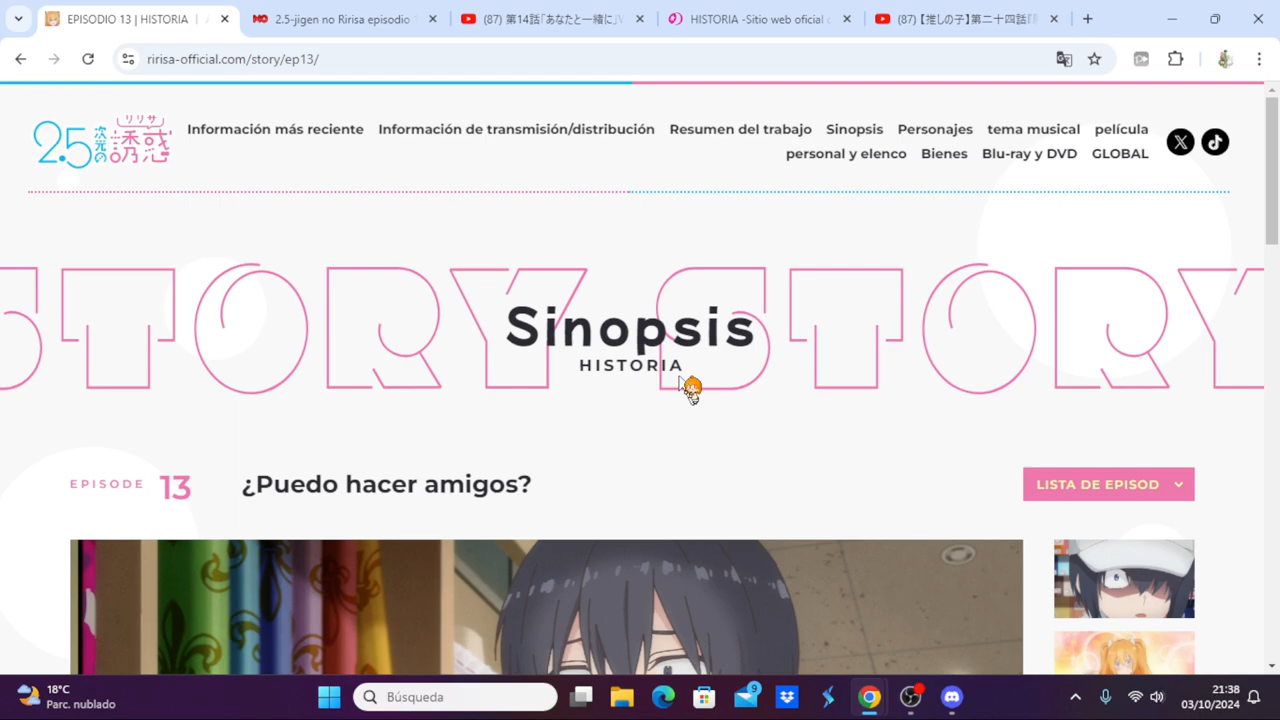 EPISODIO 13 | HISTORIA | A
2.5-jigen no Ririsa episodio
(87) 第14話「あなたと一緒に」
HISTORIA -Sitio web oficial
(87) 【推しの子】第二十四話
ririsa-official.com/story/ep13/
2.5次元の誘惑 リリサ
Información más reciente Información de transmisión/distribución Resumen del trabajo Sinopsis Personajes tema musical película
personal y elenco Bienes Blu-ray y DVD GLOBAL
STORY STORY
Sinopsis
HISTORIA
EPISODE 13 ¿Puedo hacer amigos? LISTA DE EPISOD
18°C
Parc. nublado
Búsqueda
9
21:38
03/10/2024